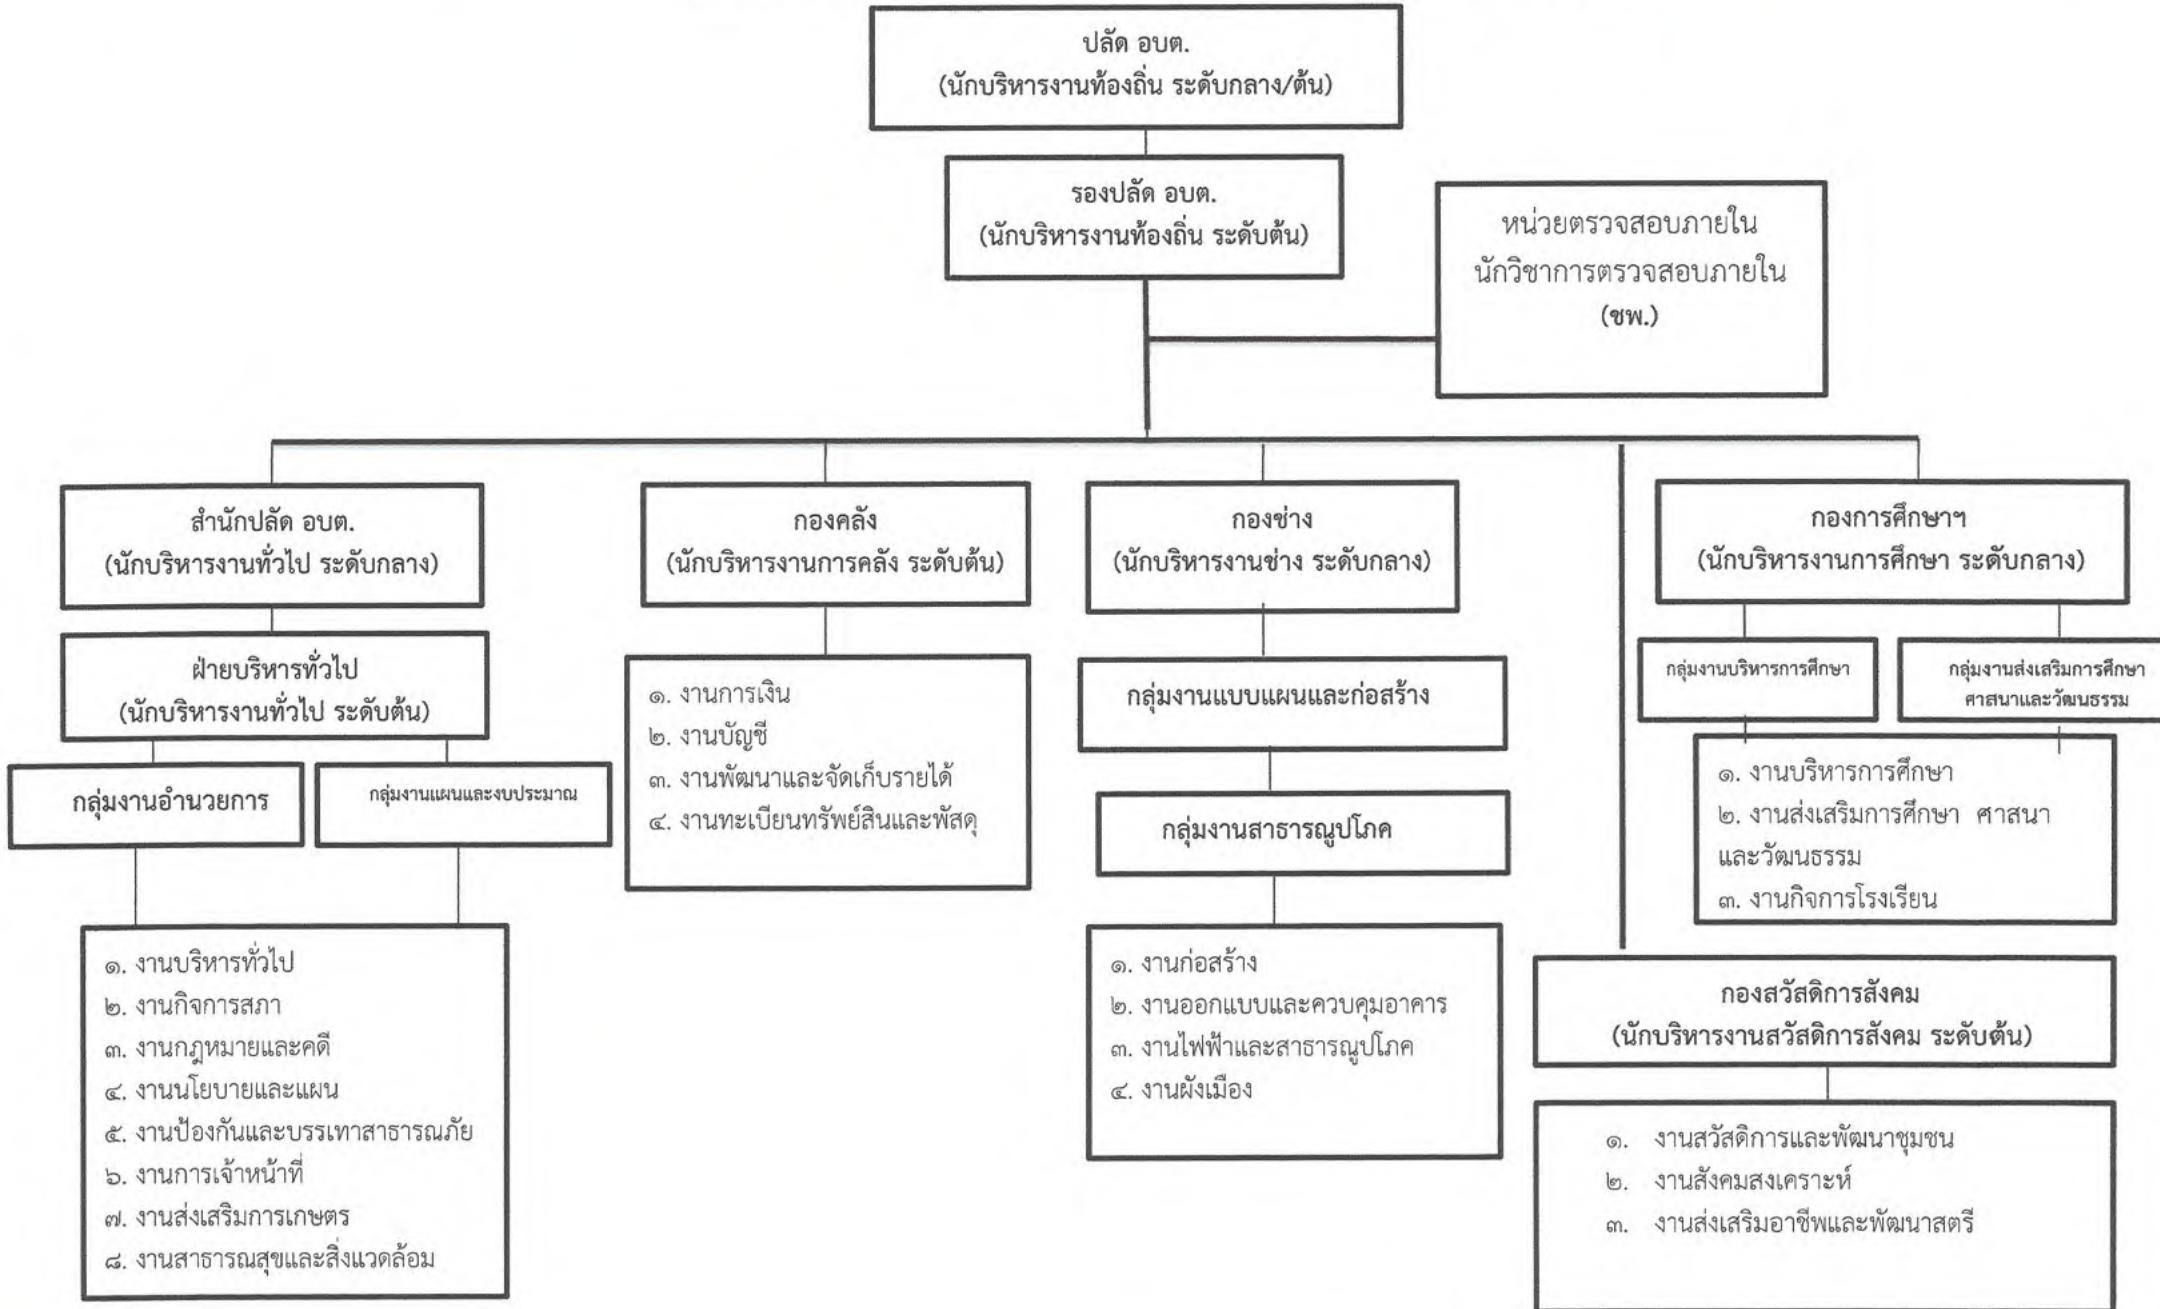 ปลัด อบต.
(นักบริหารงานท้องถิ่น ระดับกลาง/ต้น)
รองปลัด อบต.
(นักบริหารงานท้องถิ่น ระดับต้น)
หน่วยตรวจสอบภายใน
นักวิชาการตรวจสอบภายใน
(ชพ.)
สำนักปลัด อบต.
(นักบริหารงานทั่วไป ระดับกลาง)
ฝ่ายบริหารทั่วไป
(นักบริหารงานทั่วไป ระดับต้น)
กลุ่มงานอำนวยการ
กลุ่มงานแผนและงบประมาณ
๑. งานบริหารทั่วไป
๒. งานกิจการสภา
๓. งานกฎหมายและคดี
๔. งานนโยบายและแผน
๕. งานป้องกันและบรรเทาสาธารณภัย
๖. งานการเจ้าหน้าที่
๗. งานส่งเสริมการเกษตร
๘. งานสาธารณสุขและสิ่งแวดล้อม
กองคลัง
(นักบริหารงานการคลัง ระดับต้น)
๑. งานการเงิน
๒. งานบัญชี
๓. งานพัฒนาและจัดเก็บรายได้
๔. งานทะเบียนทรัพย์สินและพัสดุ
กองช่าง
(นักบริหารงานช่าง ระดับกลาง)
กลุ่มงานแบบแผนและก่อสร้าง
กลุ่มงานสาธารณูปโภค
๑. งานก่อสร้าง
๒. งานออกแบบและควบคุมอาคาร
๓. งานไฟฟ้าและสาธารณูปโภค
๔. งานผังเมือง
กองการศึกษาฯ
(นักบริหารงานการศึกษา ระดับกลาง)
กลุ่มงานบริหารการศึกษา
กลุ่มงานส่งเสริมการศึกษา
ศาสนาและวัฒนธรรม
๑. งานบริหารการศึกษา
๒. งานส่งเสริมการศึกษา ศาสนา
และวัฒนธรรม
๓. งานกิจการโรงเรียน
กองสวัสดิการสังคม
(นักบริหารงานสวัสดิการสังคม ระดับต้น)
๑. งานสวัสดิการและพัฒนาชุมชน
๒. งานสังคมสงเคราะห์
๓. งานส่งเสริมอาชีพและพัฒนาสตรี